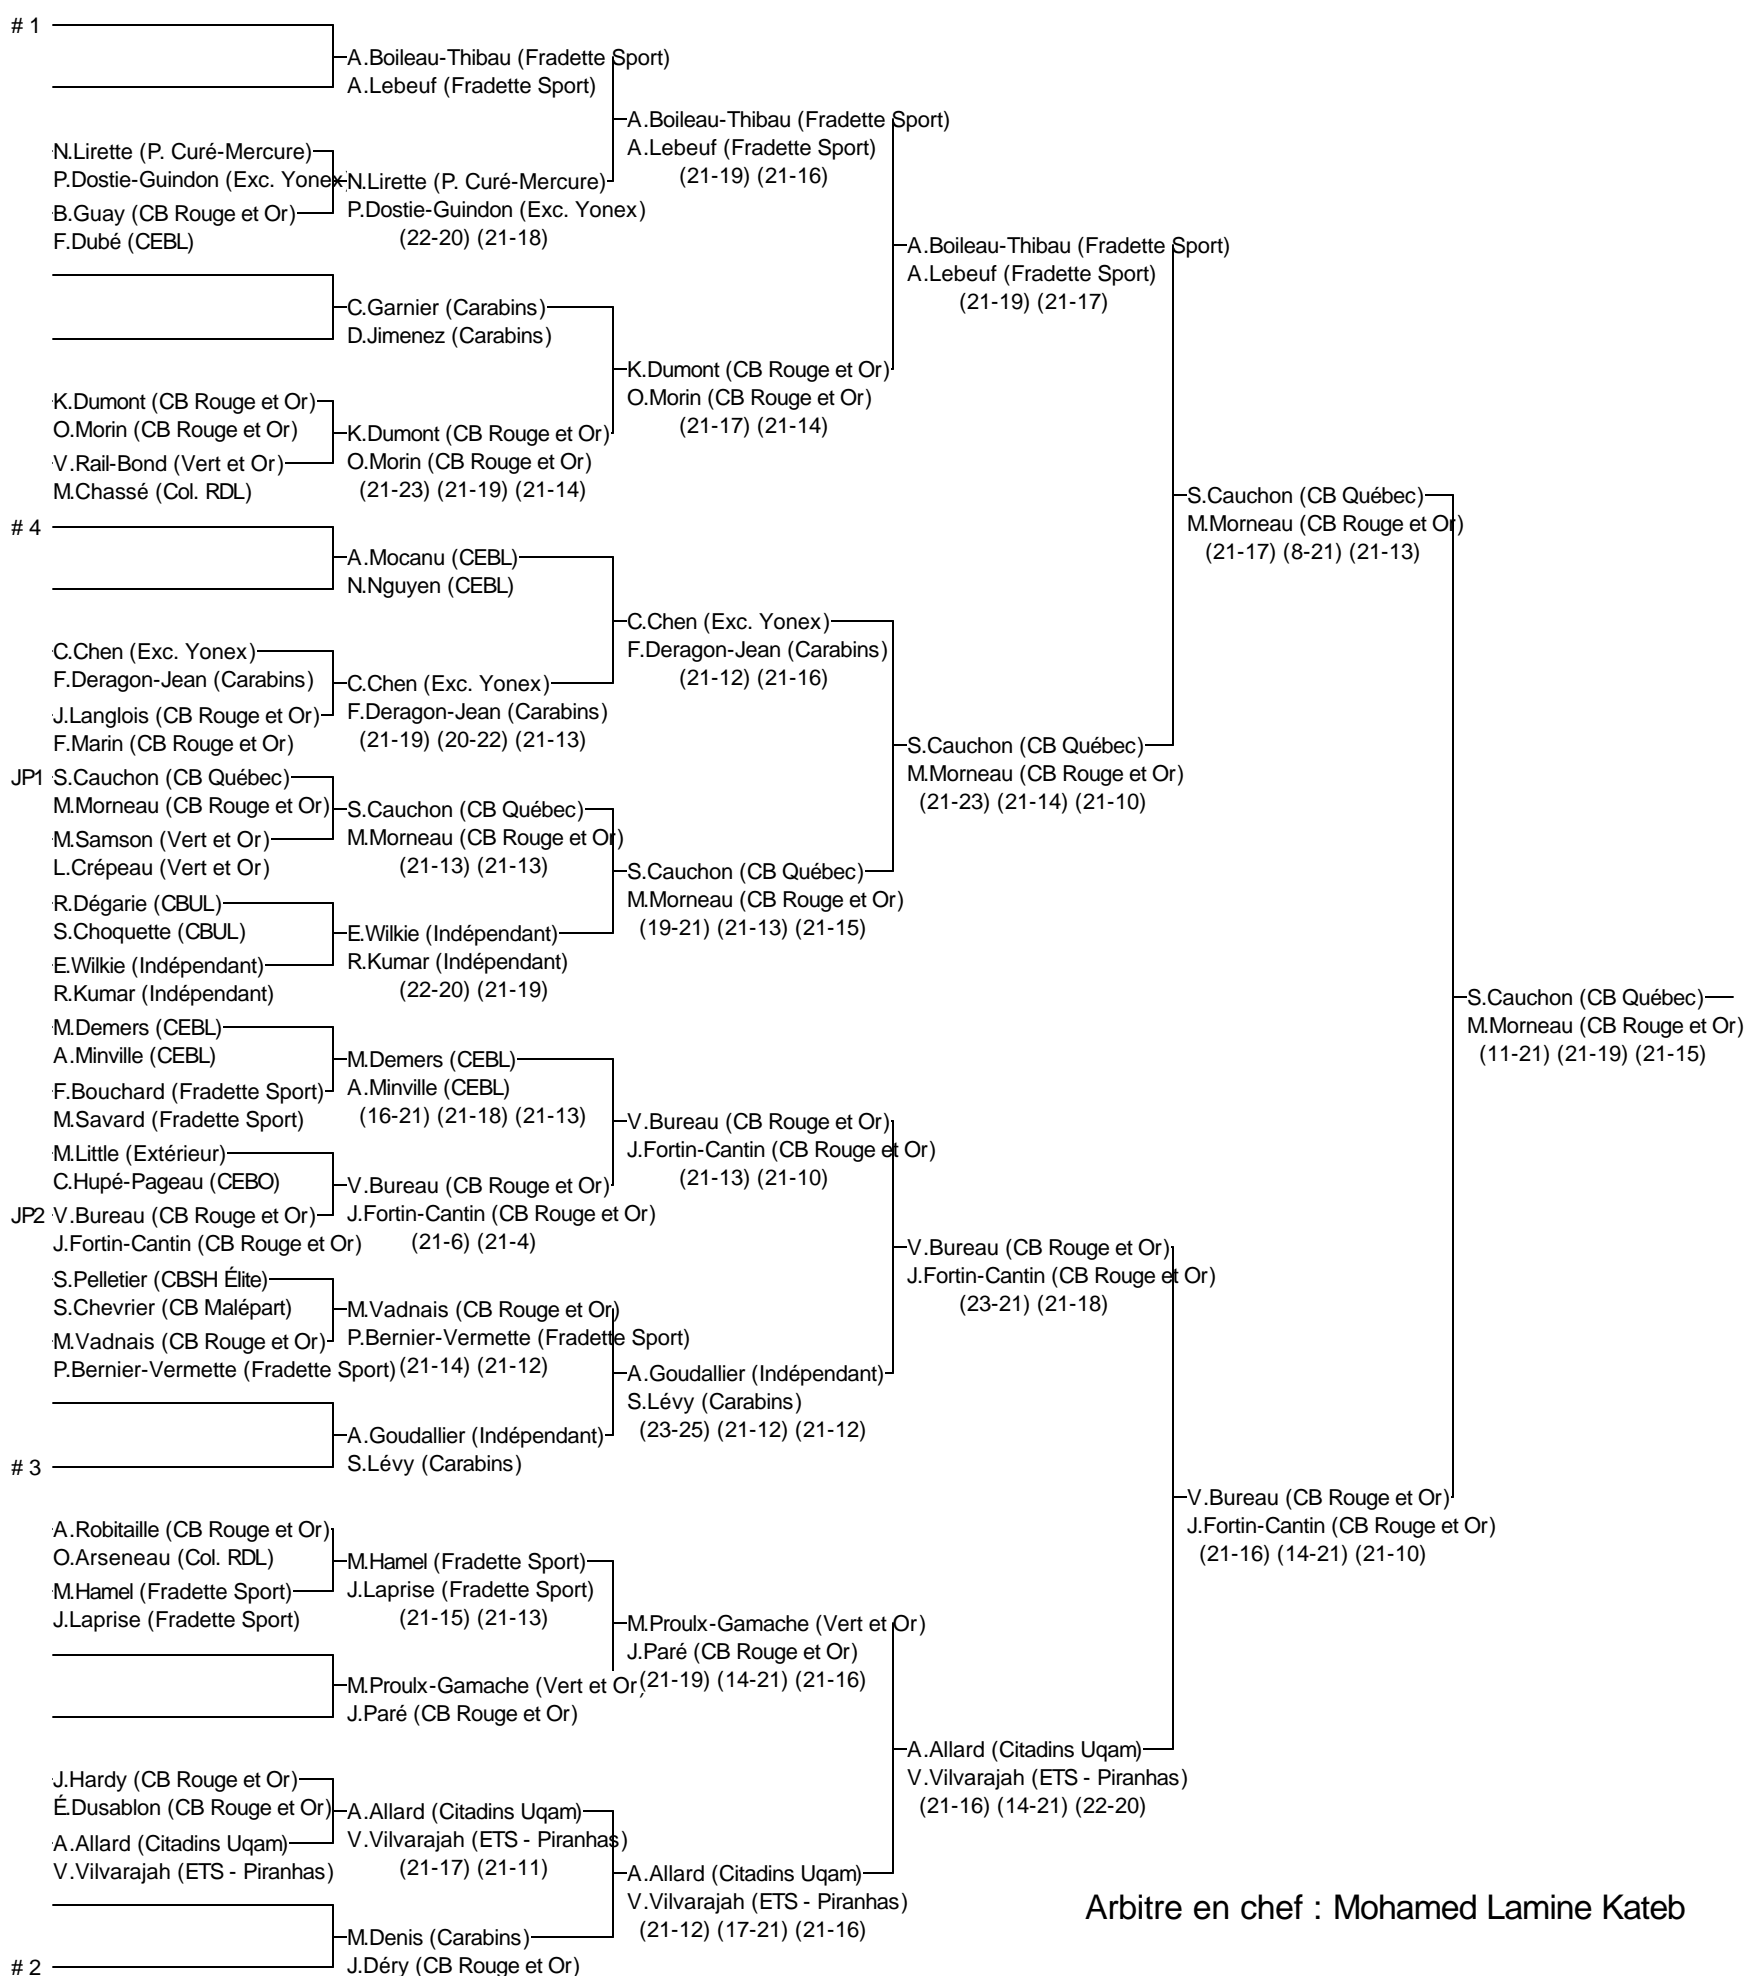 # 1
A.Boileau-Thibau (Fradette Sport)
A.Lebeuf (Fradette Sport)
A.Boileau-Thibau (Fradette Sport)
A.Lebeuf (Fradette Sport)
(21-19) (21-16)
N.Lirette (P. Curé-Mercure)
P.Dostie-Guindon (Exc. Yonex
B.Guay (CB Rouge et Or)
F.Dubé (CEBL)
N.Lirette (P. Curé-Mercure)
P.Dostie-Guindon (Exc. Yonex)
(22-20) (21-18)
A.Boileau-Thibau (Fradette Sport)
A.Lebeuf (Fradette Sport)
(21-19) (21-17)
C.Garnier (Carabins)
D.Jimenez (Carabins)
K.Dumont (CB Rouge et Or)
O.Morin (CB Rouge et Or)
(21-17) (21-14)
K.Dumont (CB Rouge et Or)
O.Morin (CB Rouge et Or)
V.Rail-Bond (Vert et Or)
M.Chassé (Col. RDL)
K.Dumont (CB Rouge et Or)
O.Morin (CB Rouge et Or)
(21-23) (21-19) (21-14)
S.Cauchon (CB Québec)
M.Morneau (CB Rouge et Or)
(21-17) (8-21) (21-13)
# 4
A.Mocanu (CEBL)
N.Nguyen (CEBL)
C.Chen (Exc. Yonex)
F.Deragon-Jean (Carabins)
(21-12) (21-16)
C.Chen (Exc. Yonex)
F.Deragon-Jean (Carabins)
J.Langlois (CB Rouge et Or)
F.Marin (CB Rouge et Or)
C.Chen (Exc. Yonex)
F.Deragon-Jean (Carabins)
(21-19) (20-22) (21-13)
S.Cauchon (CB Québec)
M.Morneau (CB Rouge et Or)
(21-23) (21-14) (21-10)
JP1 S.Cauchon (CB Québec)
M.Morneau (CB Rouge et Or)
M.Samson (Vert et Or)
L.Crépeau (Vert et Or)
S.Cauchon (CB Québec)
M.Morneau (CB Rouge et Or)
(21-13) (21-13)
S.Cauchon (CB Québec)
M.Morneau (CB Rouge et Or)
(19-21) (21-13) (21-15)
R.Dégarie (CBUL)
S.Choquette (CBUL)
E.Wilkie (Indépendant)
R.Kumar (Indépendant)
E.Wilkie (Indépendant)
R.Kumar (Indépendant)
(22-20) (21-19)
S.Cauchon (CB Québec)
M.Morneau (CB Rouge et Or)
(11-21) (21-19) (21-15)
M.Demers (CEBL)
A.Minville (CEBL)
F.Bouchard (Fradette Sport)
M.Savard (Fradette Sport)
M.Demers (CEBL)
A.Minville (CEBL)
(16-21) (21-18) (21-13)
V.Bureau (CB Rouge et Or)
J.Fortin-Cantin (CB Rouge et Or)
(21-13) (21-10)
M.Little (Extérieur)
C.Hupé-Pageau (CEBO)
JP2 V.Bureau (CB Rouge et Or)
J.Fortin-Cantin (CB Rouge et Or)
V.Bureau (CB Rouge et Or)
J.Fortin-Cantin (CB Rouge et Or)
(21-6) (21-4)
V.Bureau (CB Rouge et Or)
J.Fortin-Cantin (CB Rouge et Or)
(23-21) (21-18)
S.Pelletier (CBSH Élite)
S.Chevrier (CB Malépart)
M.Vadnais (CB Rouge et Or)
P.Bernier-Vermette (Fradette Sport)
M.Vadnais (CB Rouge et Or)
P.Bernier-Vermette (Fradette Sport)
(21-14) (21-12)
A.Goudallier (Indépendant)
S.Lévy (Carabins)
(23-25) (21-12) (21-12)
A.Goudallier (Indépendant)
S.Lévy (Carabins)
# 3
V.Bureau (CB Rouge et Or)
J.Fortin-Cantin (CB Rouge et Or)
(21-16) (14-21) (21-10)
A.Robitaille (CB Rouge et Or)
O.Arseneau (Col. RDL)
M.Hamel (Fradette Sport)
J.Laprise (Fradette Sport)
M.Hamel (Fradette Sport)
J.Laprise (Fradette Sport)
(21-15) (21-13)
M.Proulx-Gamache (Vert et Or)
J.Paré (CB Rouge et Or)
(21-19) (14-21) (21-16)
M.Proulx-Gamache (Vert et Or)
J.Paré (CB Rouge et Or)
A.Allard (Citadins Uqam)
V.Vilvarajah (ETS - Piranhas)
(21-16) (14-21) (22-20)
J.Hardy (CB Rouge et Or)
É.Dusablon (CB Rouge et Or)
A.Allard (Citadins Uqam)
V.Vilvarajah (ETS - Piranhas)
A.Allard (Citadins Uqam)
V.Vilvarajah (ETS - Piranhas)
(21-17) (21-11)
A.Allard (Citadins Uqam)
V.Vilvarajah (ETS - Piranhas)
(21-12) (17-21) (21-16)
M.Denis (Carabins)
J.Déry (CB Rouge et Or)
# 2
Arbitre en chef : Mohamed Lamine Kateb